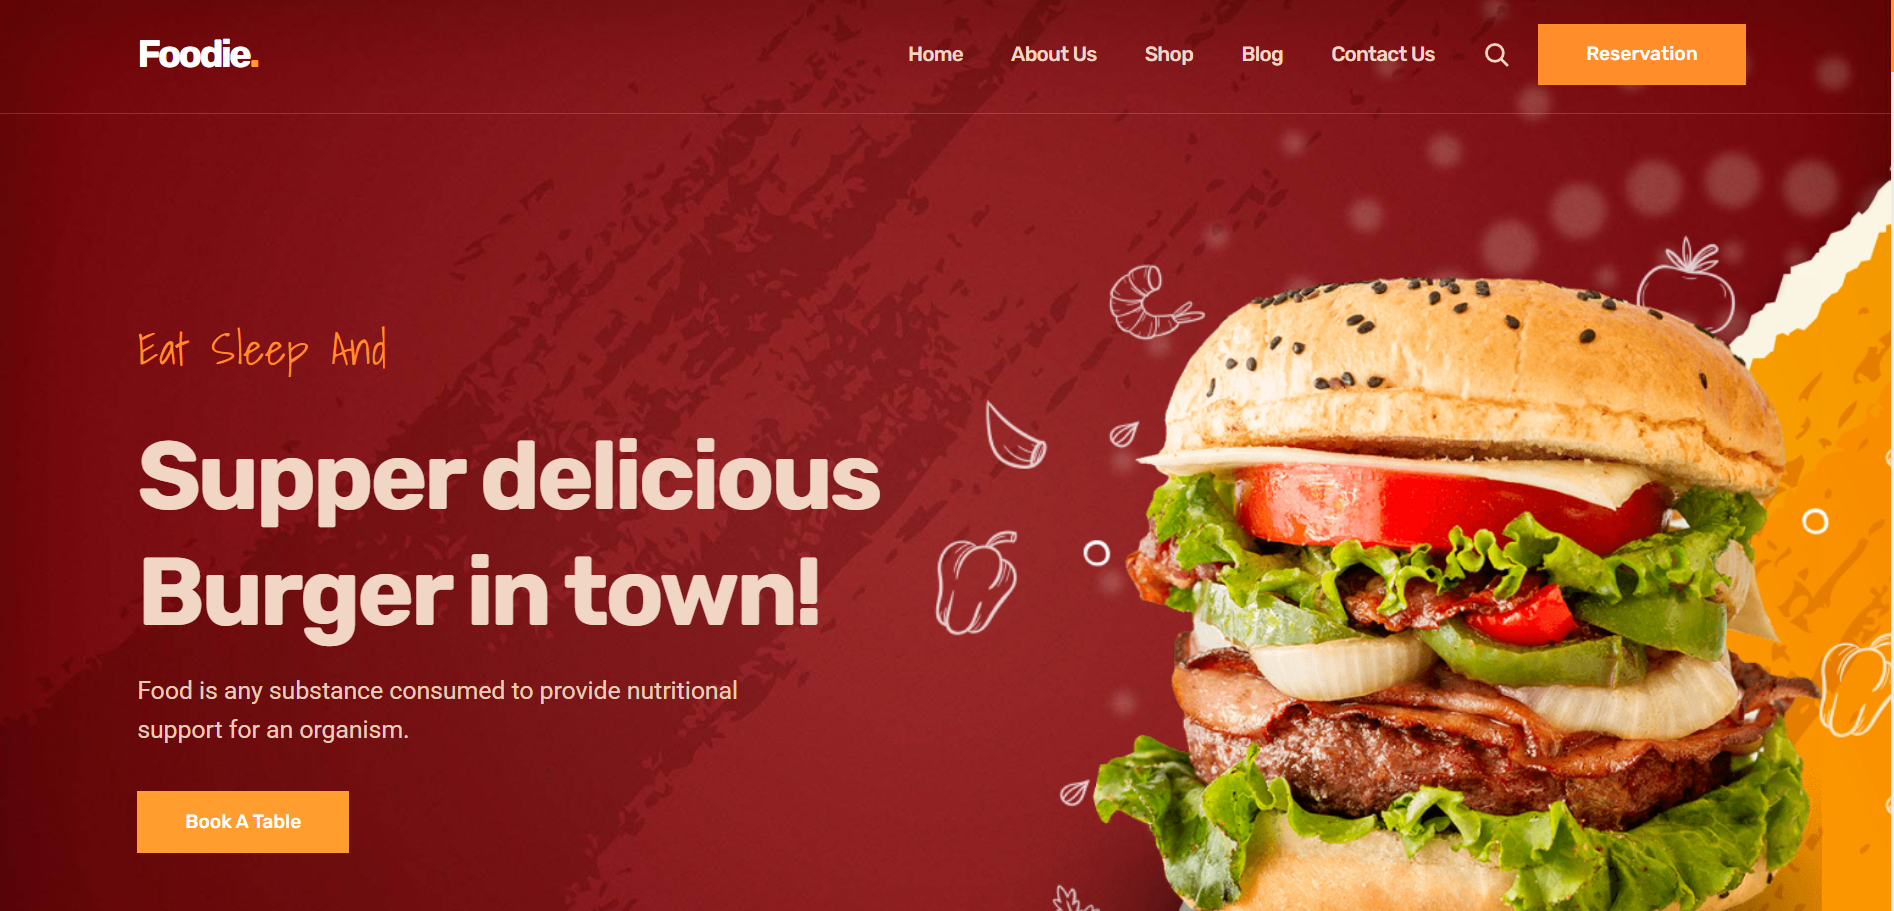 Foodie.
Home About Us Shop Blog Contact Us Reservation
Eat Sleep And
Supper delicious
Burger in town!
Food is any substance consumed to provide nutritional
support for an organism.
Book A Table